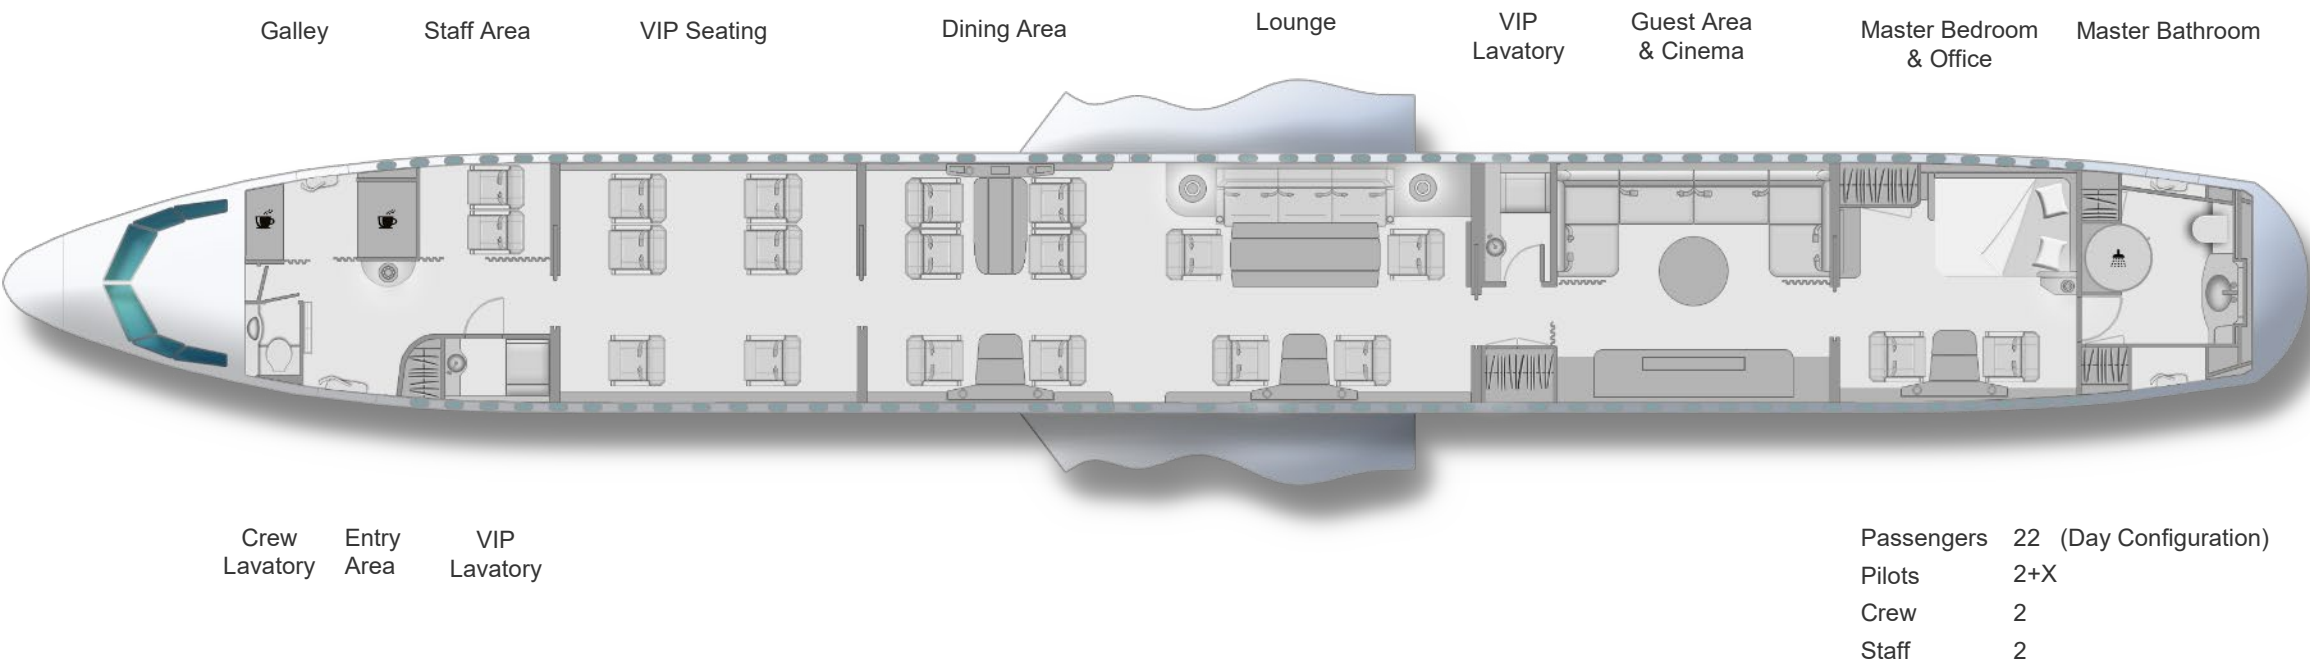 Galley
Staff Area
VIP Seating
Dining Area
Lounge
VIP
Lavatory
Guest Area
& Cinema
Master Bedroom
& Office
Master Bathroom
Crew
Lavatory
Entry
Area
VIP
Lavatory
Passengers 22 (Day Configuration)
Pilots 2+X
Crew 2
Staff 2